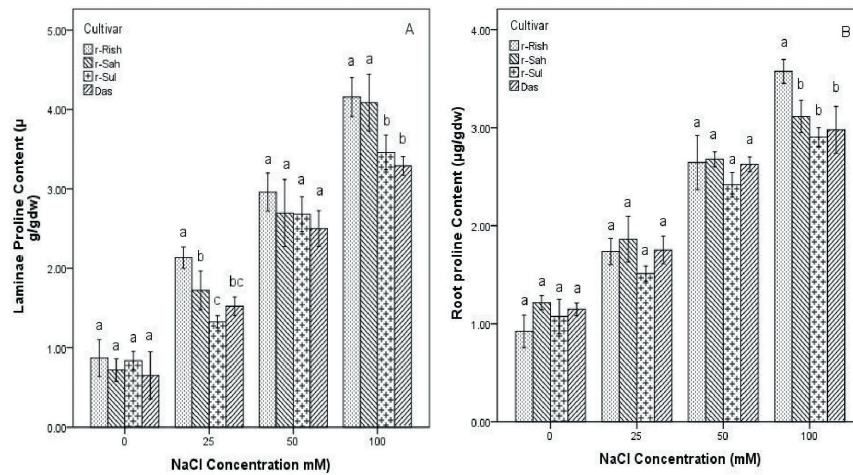 Cultivar
r-Rish
r-Sah
r-Sul
Das
A
Laminae Proline Content (µ
g/gdw)
5.00
4.00
3.00
2.00
1.00
0.00
a a a a
a b c bc
a a a a
a a b b
0 25 50 100
NaCl Concentration mM)
Cultivar
r-Rish
r-Sah
r-Sul
Das
B
Root proline Content (µg/gdw)
4.00
3.00
2.00
1.00
0.00
a a a a
a a a a
a a a a
a b b b
0 25 50 100
NaCl Concentration (mM)